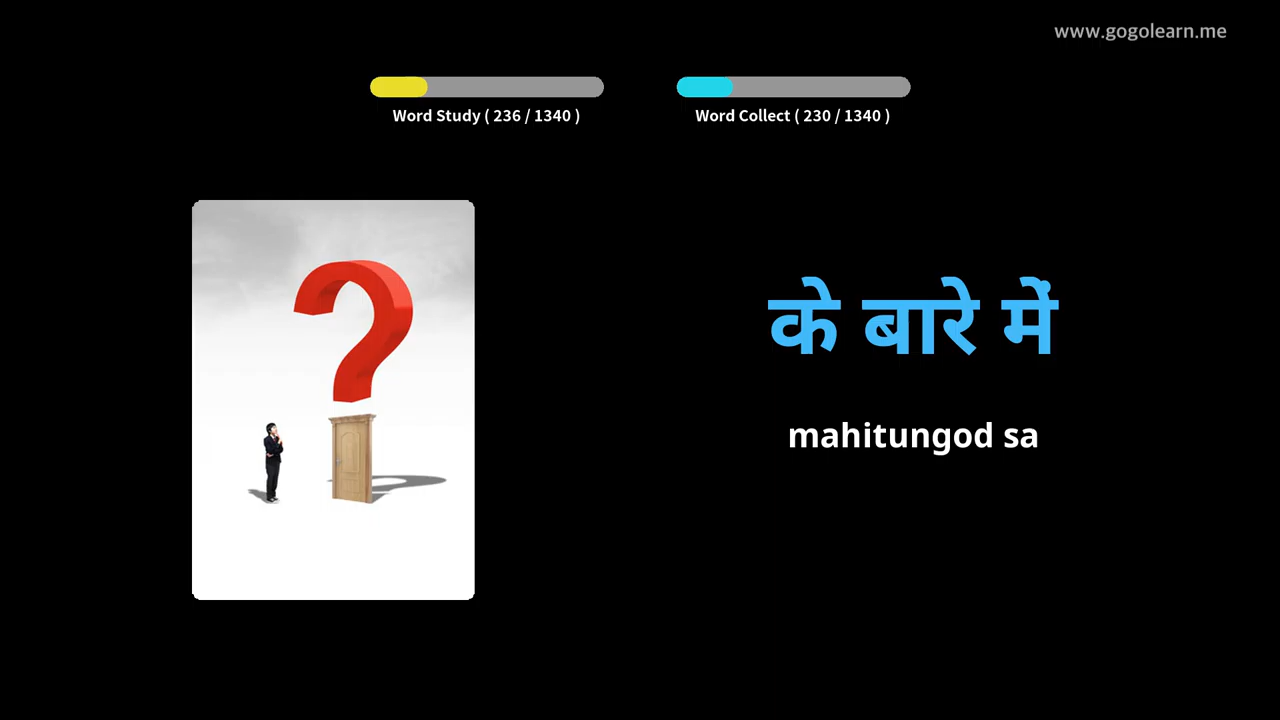 www.gogolearn.me
Word Study ( 236 / 1340 )
Word Collect ( 230 / 1340 )
के बारे में
mahitungod sa